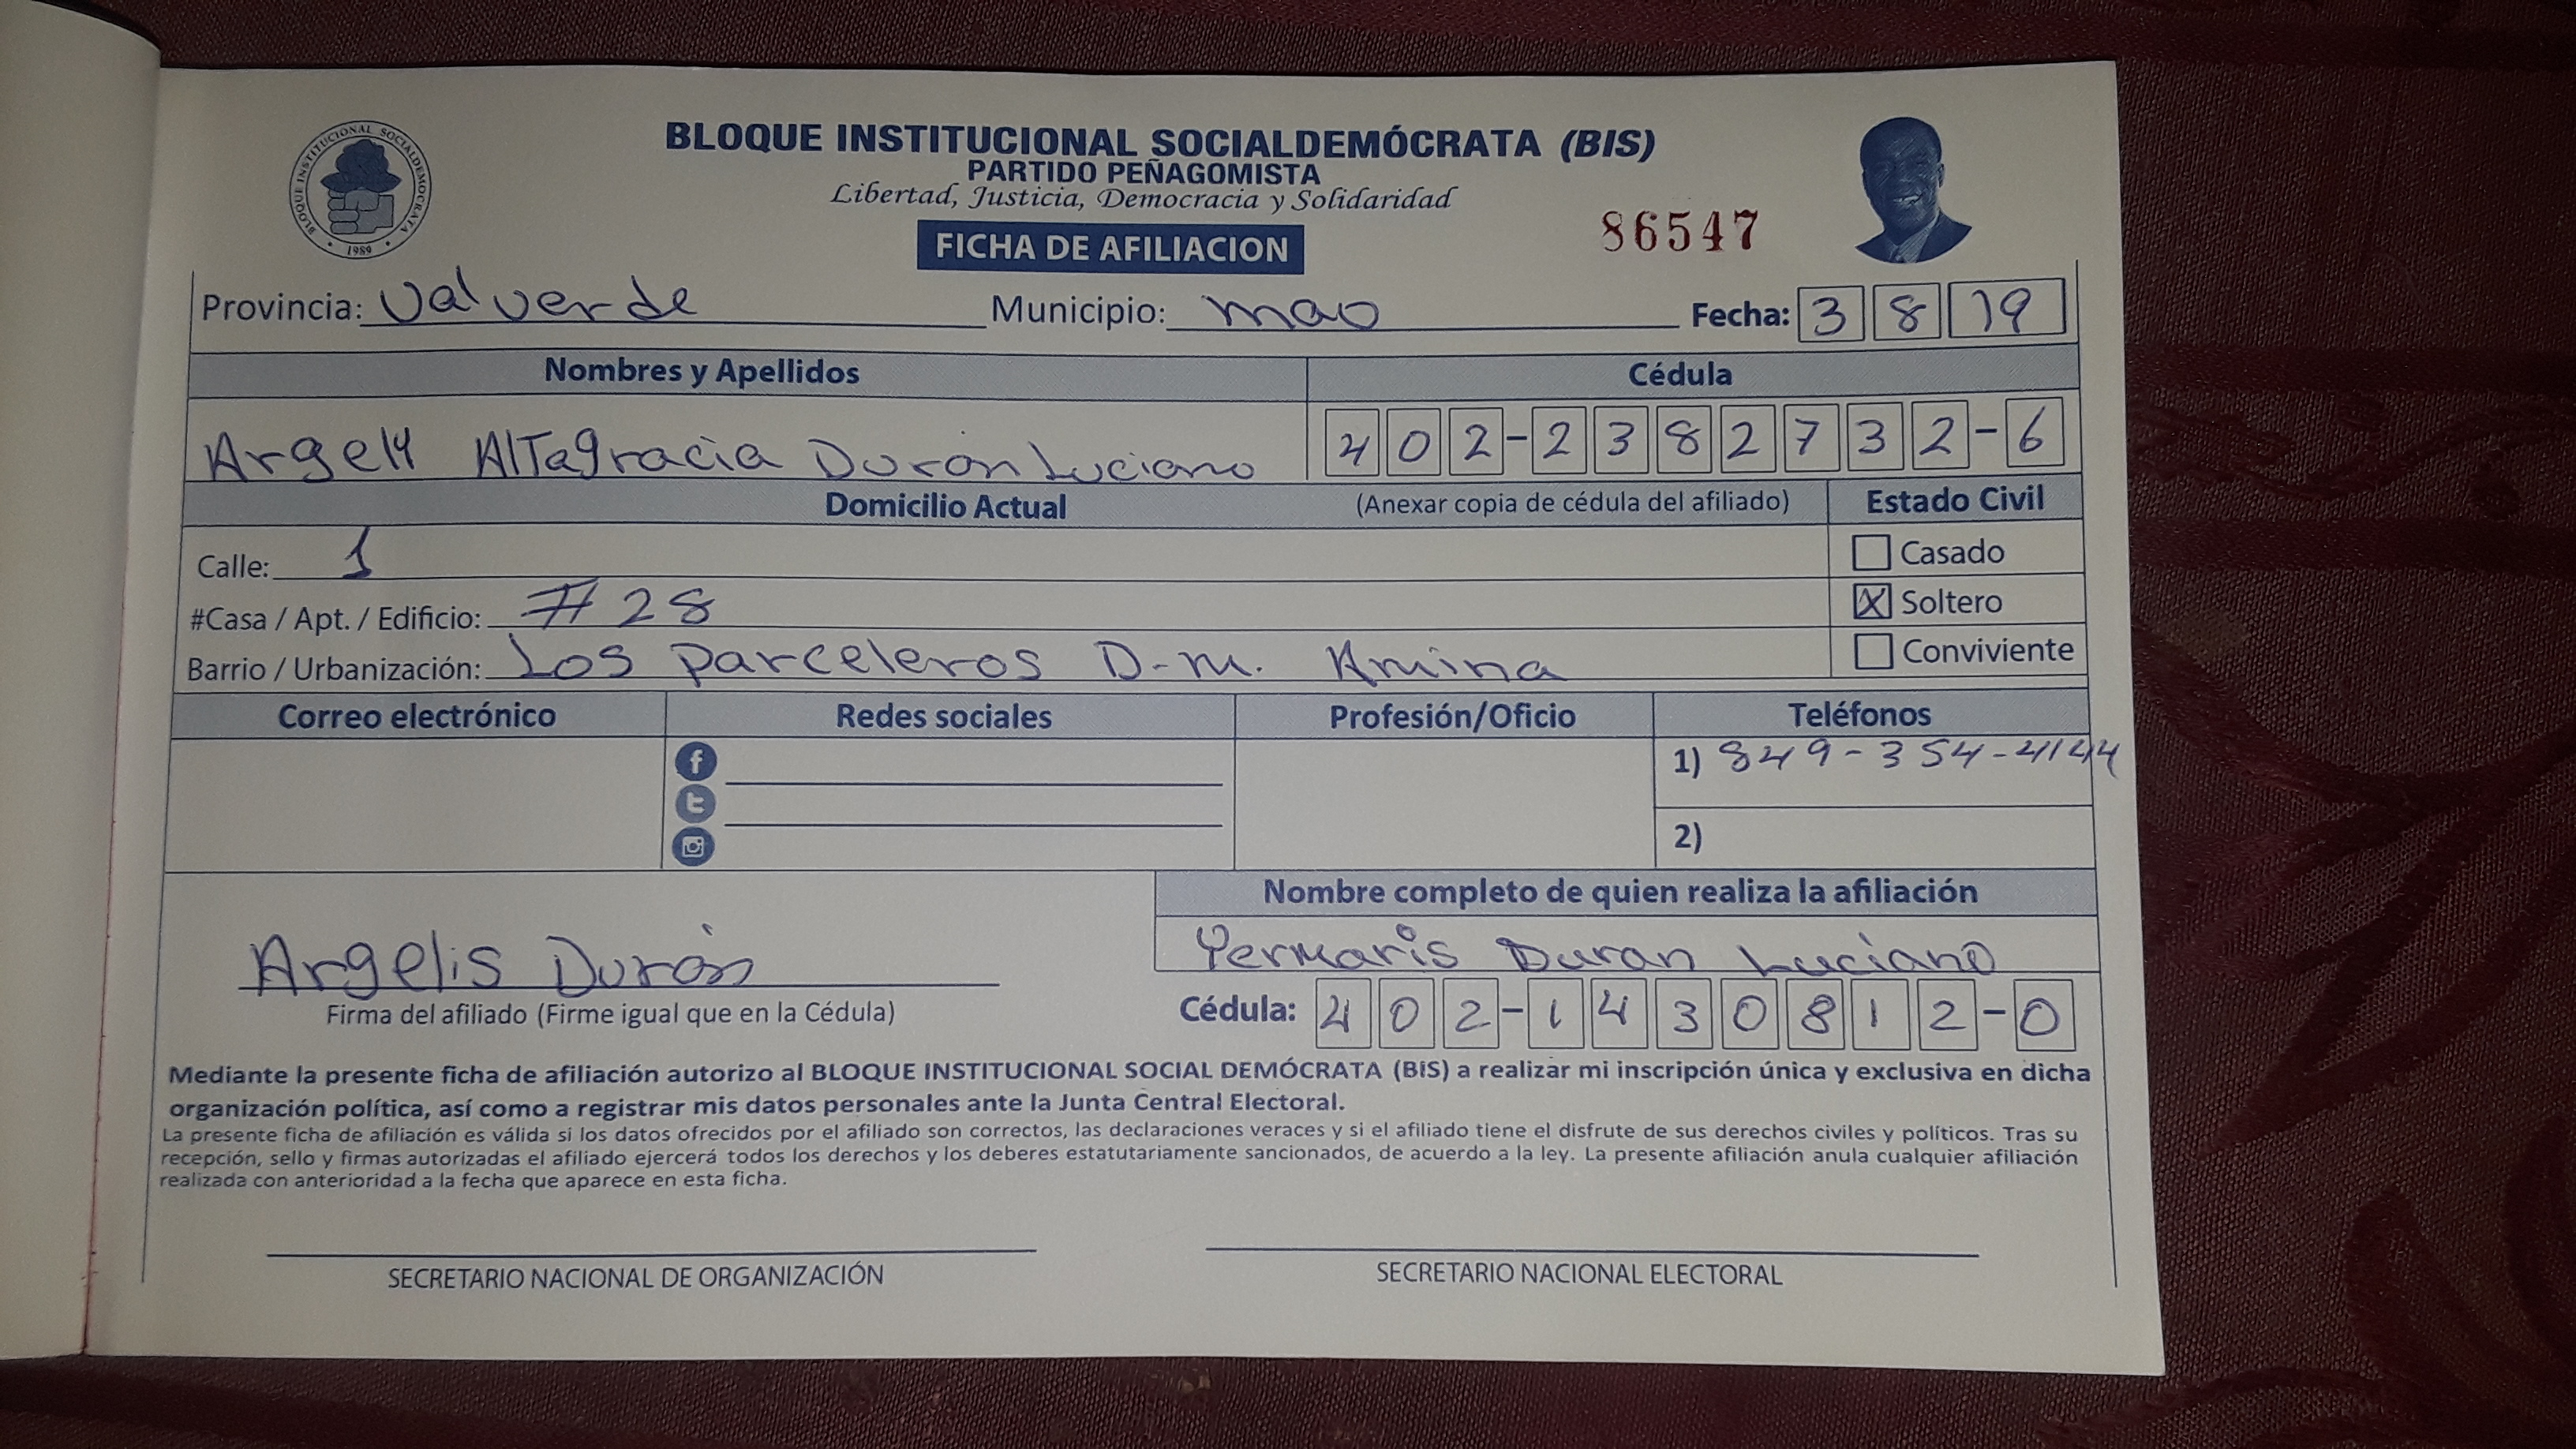 BLOQUE INSTITUCIONAL SOCIALDEMOCRATA
1989
BLOQUE INSTITUCIONAL SOCIALDEMÓCRATA (BIS)
PARTIDO PEÑAGOMISTA
Libertad, Justicia, Democracia y Solidaridad
FICHA DE AFILIACION
86547
Provincia: Valverde Municipio: mao Fecha: 3 8 19
Nombres y Apellidos Cédula
Argely Altagracia Durán Luciano 402-2382732-6
Domicilio Actual (Anexar copia de cédula del afiliado) Estado Civil
Calle: 1 Casado
#Casa / Apt. / Edificio: #28 X Soltero
Barrio / Urbanización: Los parceleros D-m. Amina Conviviente
Correo electrónico Redes sociales Profesión/Oficio Teléfonos
1) 849-354-4144
2)
Nombre completo de quien realiza la afiliación
Argelis Durán Yermaris Duran Luciano
Firma del afiliado (Firme igual que en la Cédula) Cédula: 402-1430812-0
Mediante la presente ficha de afiliación autorizo al BLOQUE INSTITUCIONAL SOCIAL DEMÓCRATA (BIS) a realizar mi inscripción única y exclusiva en dicha
organización política, así como a registrar mis datos personales ante la Junta Central Electoral.
La presente ficha de afiliación es válida si los datos ofrecidos por el afiliado son correctos, las declaraciones veraces y si el afiliado tiene el disfrute de sus derechos civiles y políticos. Tras su
recepción, sello y firmas autorizadas el afiliado ejercerá todos los derechos y los deberes estatutariamente sancionados, de acuerdo a la ley. La presente afiliación anula cualquier afiliación
realizada con anterioridad a la fecha que aparece en esta ficha.
SECRETARIO NACIONAL DE ORGANIZACIÓN SECRETARIO NACIONAL ELECTORAL